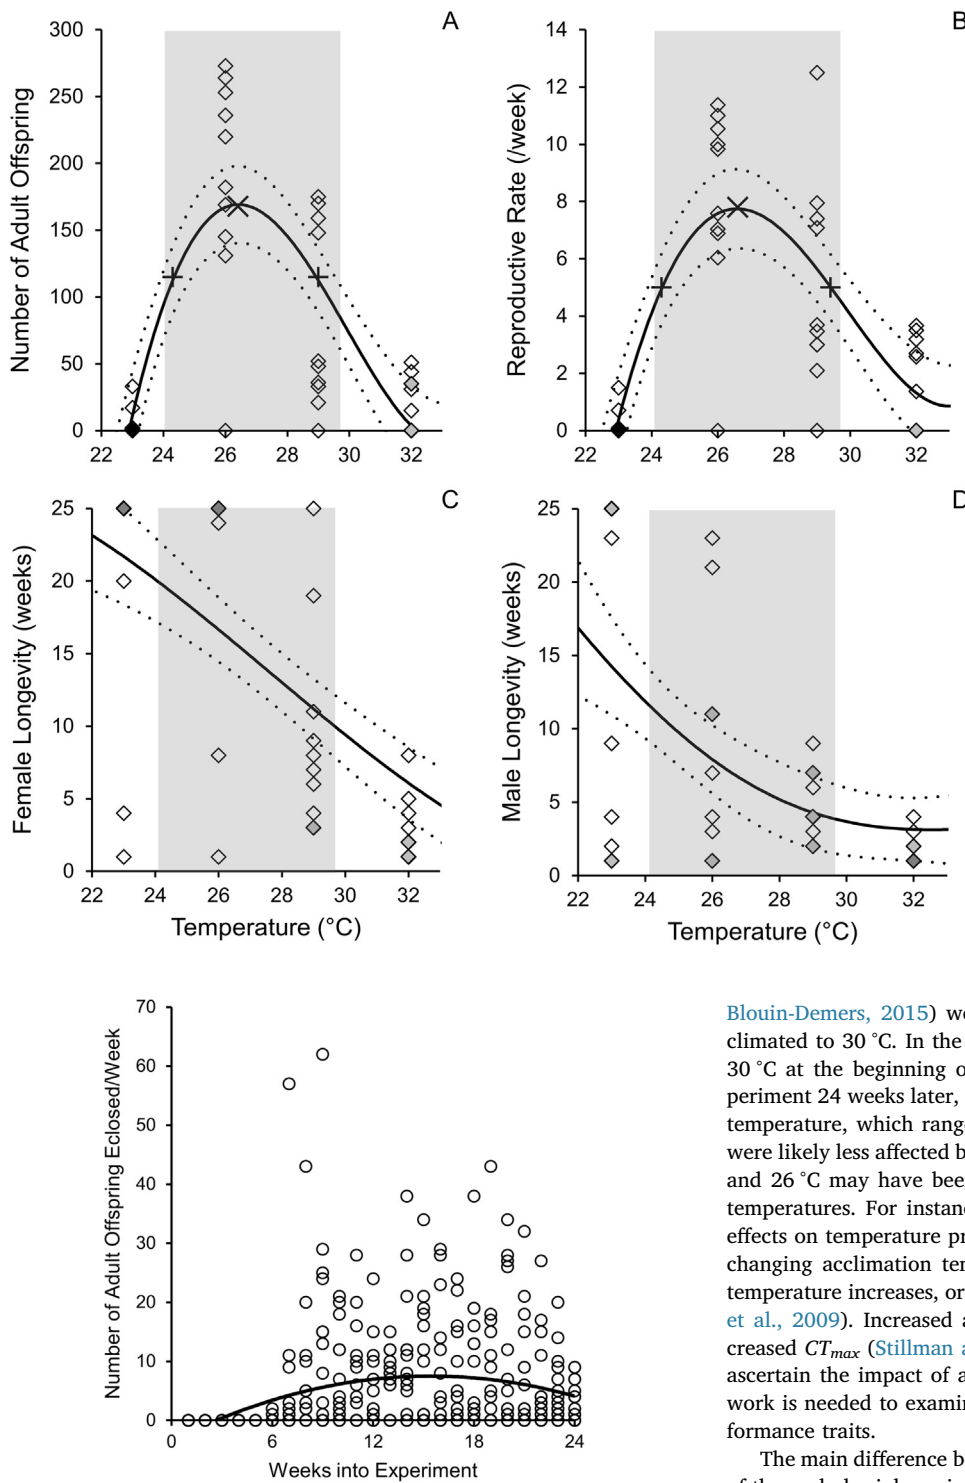 A
300
250
200
150
100
50
0
22 24 26 28 30 32
Number of Adult Offspring
B
14
12
10
8
6
4
2
0
22 24 26 28 30 32
Reproductive Rate (/week)
C
25
20
15
10
5
0
22 24 26 28 30 32
Female Longevity (weeks)
Temperature (°C)
D
25
20
15
10
5
0
22 24 26 28 30 32
Male Longevity (weeks)
Temperature (°C)
70
60
50
40
30
20
10
0
0 6 12 18 24
Number of Adult Offspring Eclosed/Week
Weeks into Experiment
Blouin-Demers, 2015) we
climated to 30 °C. In the
30 °C at the beginning o
periment 24 weeks later,
temperature, which rang
were likely less affected b
and 26 °C may have been
temperatures. For instanc
effects on temperature pr
changing acclimation ten
temperature increases, or
et al., 2009). Increased a
creased CTmax (Stillman a
ascertain the impact of a
work is needed to examin
formance traits.
The main difference b